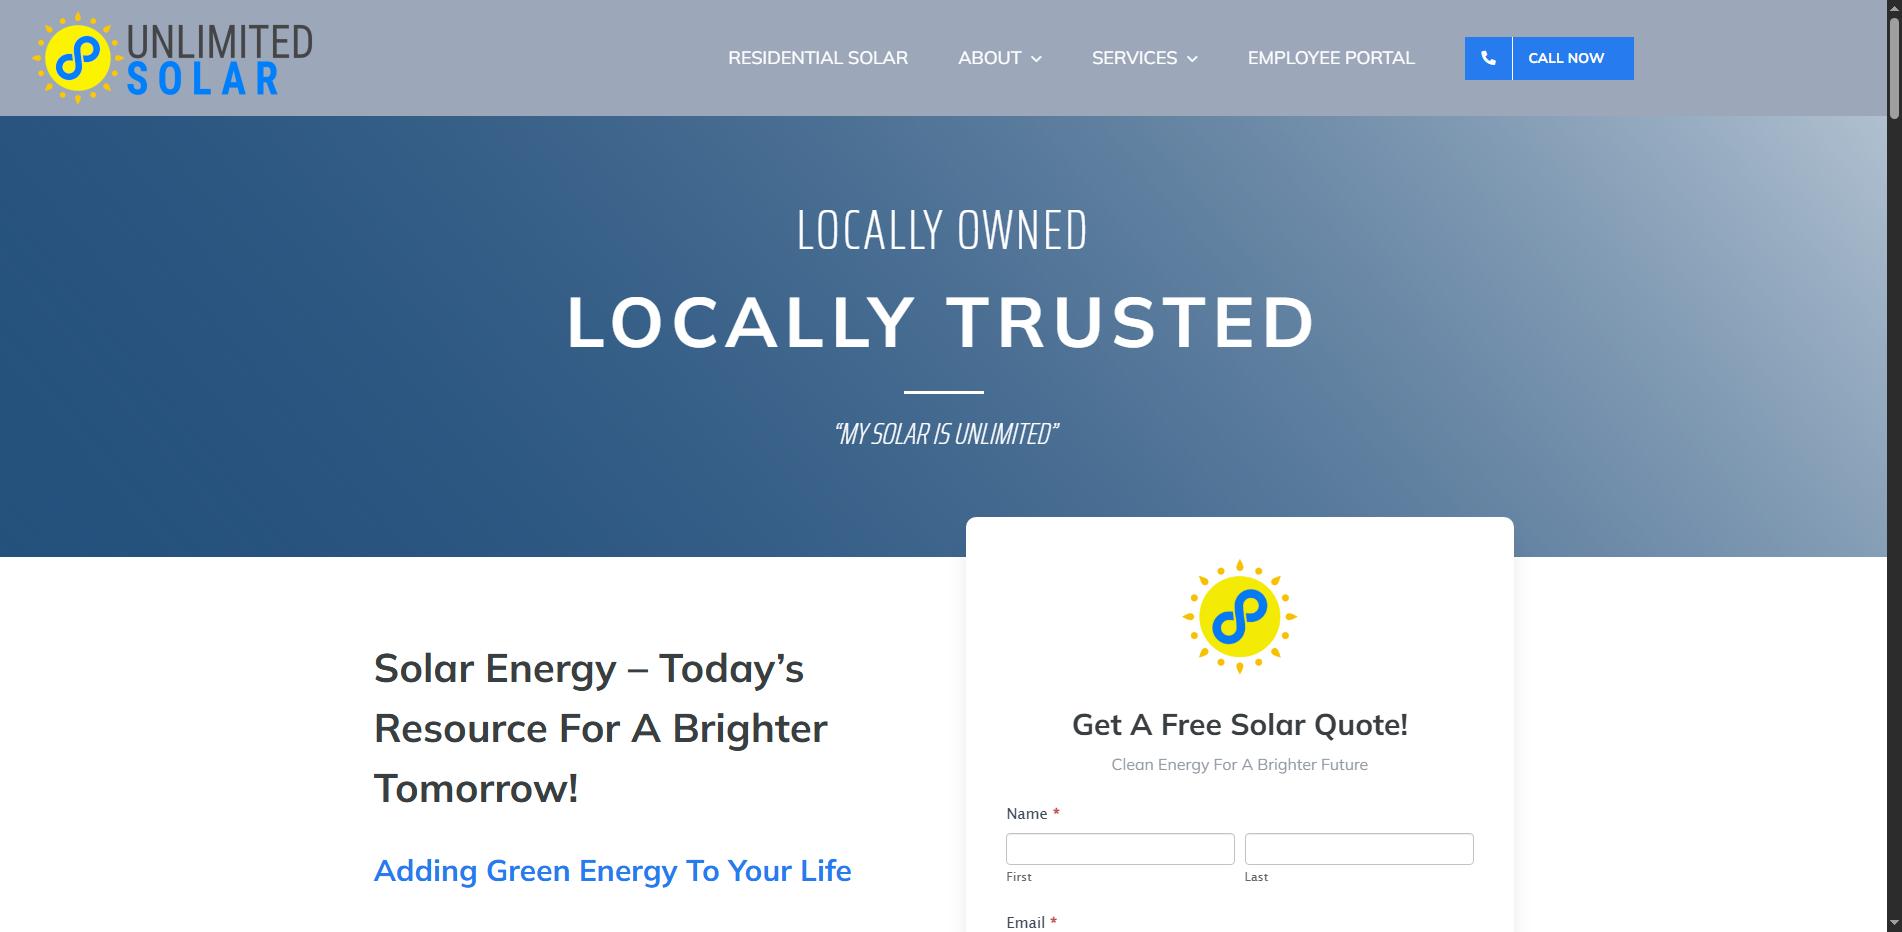 UNLIMITED
SOLAR
RESIDENTIAL SOLAR
ABOUT
SERVICES
EMPLOYEE PORTAL
CALL NOW
LOCALLY OWNED
LOCALLY TRUSTED
“MY SOLAR IS UNLIMITED”
Solar Energy – Today’s
Resource For A Brighter
Tomorrow!
Adding Green Energy To Your Life
Get A Free Solar Quote!
Clean Energy For A Brighter Future
Name *
First
Last
Email *